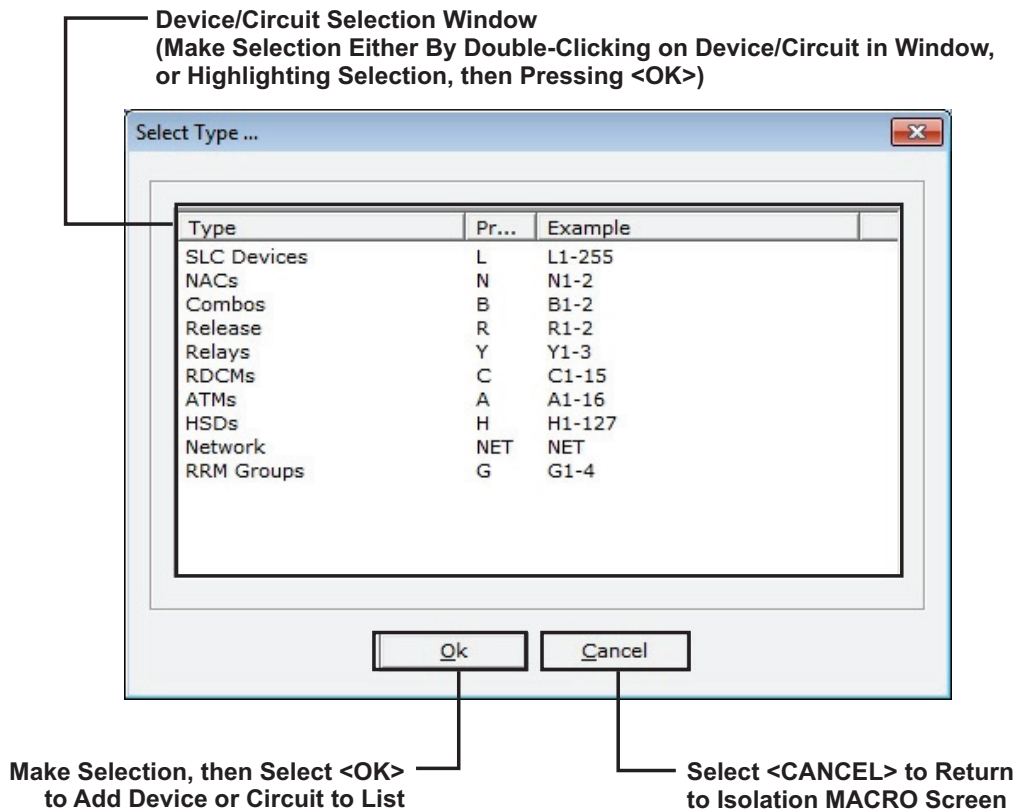 Device/Circuit Selection Window
(Make Selection Either By Double-Clicking on Device/Circuit in Window,
or Highlighting Selection, then Pressing <OK>)
Select Type ...
Type Pr... Example
SLC Devices L L1-255
NACs N N1-2
Combos B B1-2
Release R R1-2
Relays Y Y1-3
RDCMs C C1-15
ATMs A A1-16
HSDs H H1-127
Network NET NET
RRM Groups G G1-4
Ok Cancel
Make Selection, then Select <OK>
to Add Device or Circuit to List
Select <CANCEL> to Return
to Isolation MACRO Screen